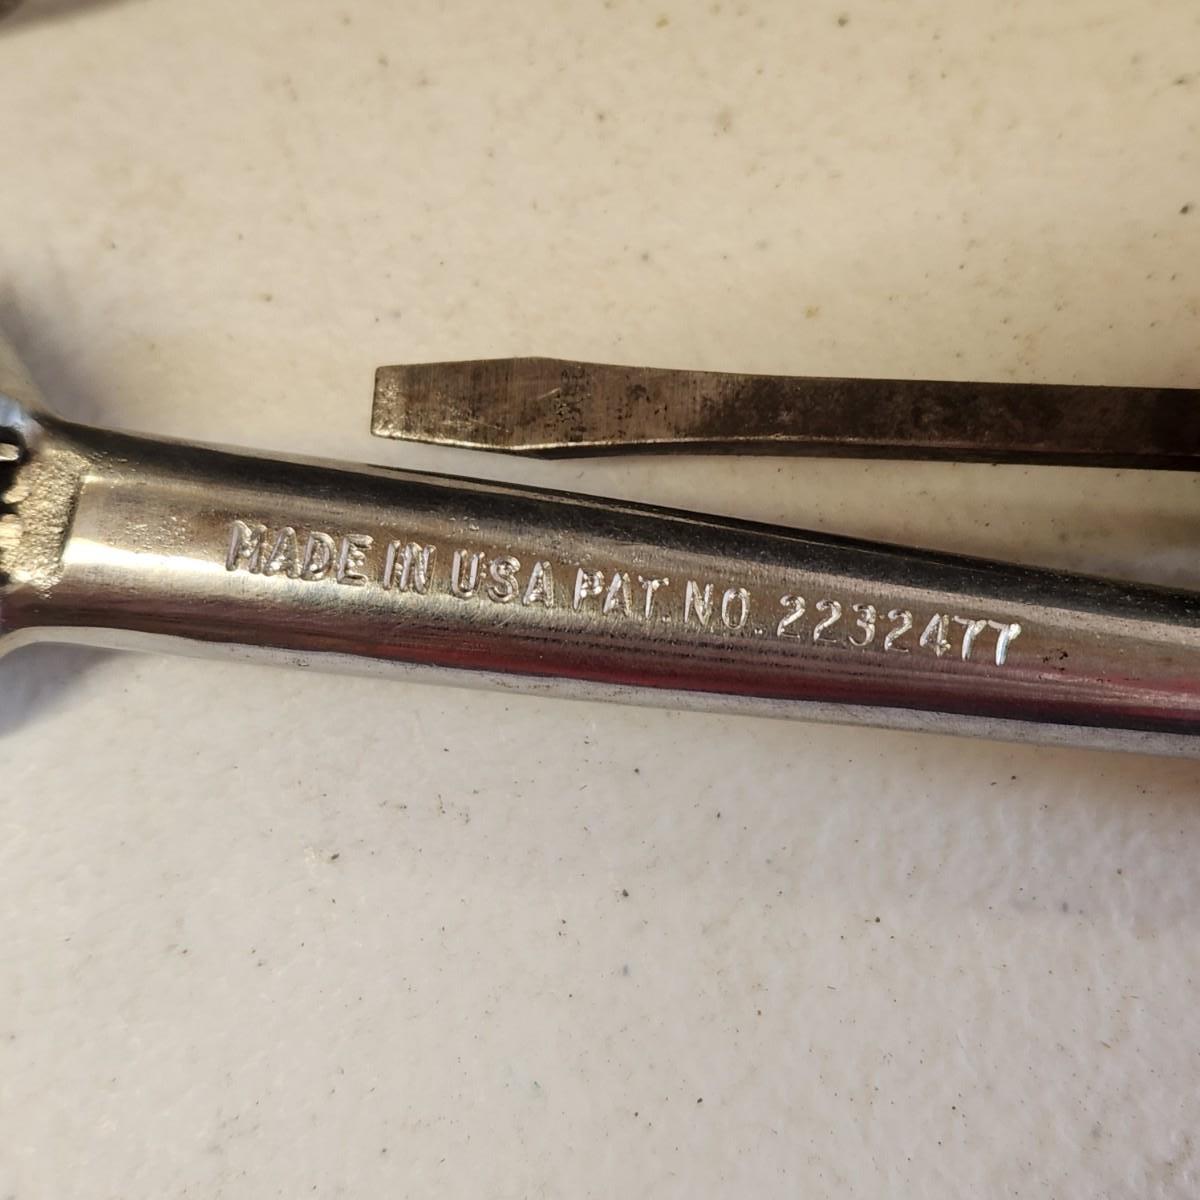 MADE IN USA PAT. NO. 2232477